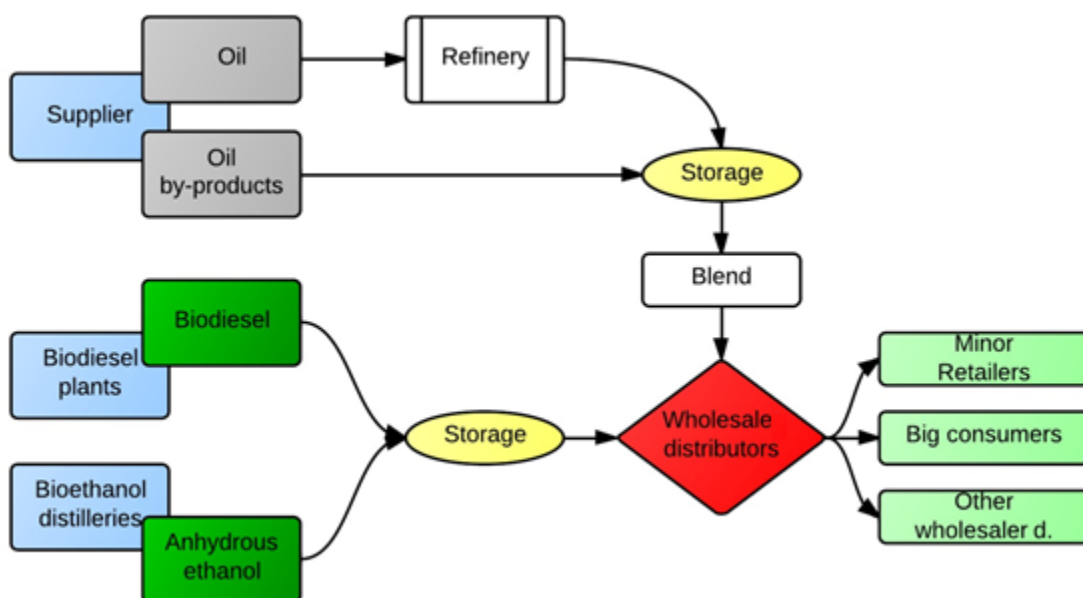 Oil
Refinery
Supplier
Oil
by-products
Storage
Blend
Biodiesel
Biodiesel
plants
Minor
Retailers
Wholesale
distributors
Storage
Big consumers
Bioethanol
distilleries
Other
wholesaler d.
Anhydrous
ethanol